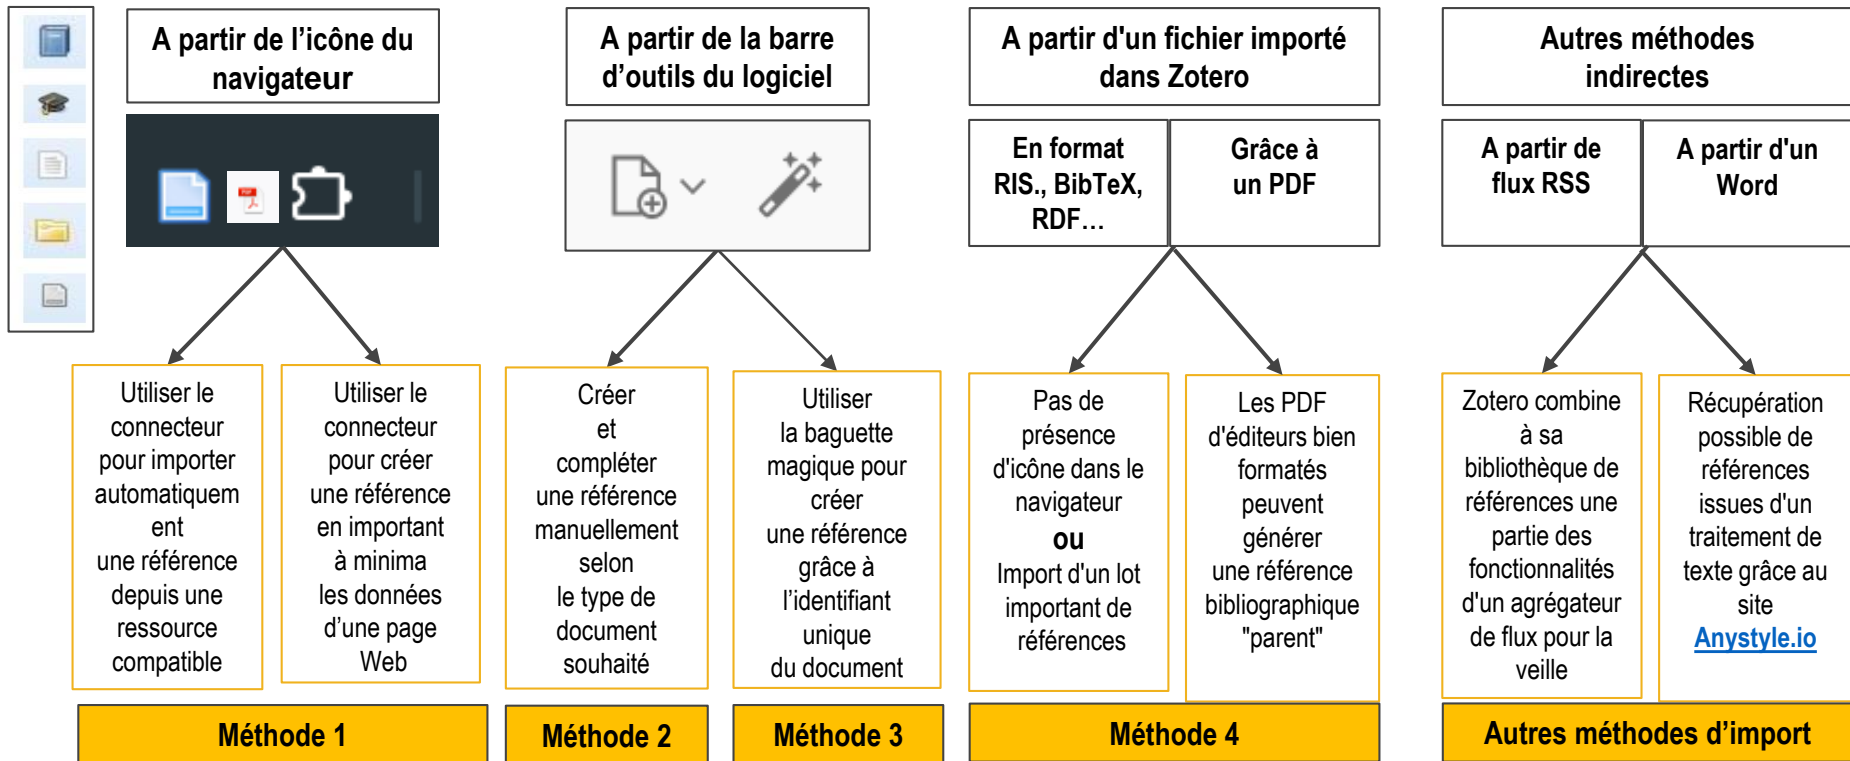 A partir de l’icône du
navigateur
A partir de la barre
d’outils du logiciel
A partir d'un fichier importé
dans Zotero
Autres méthodes
indirectes
PDF
En format
RIS., BibTeX,
RDF…
Grâce à
un PDF
A partir de
flux RSS
A partir d'un
Word
Utiliser le
connecteur
pour importer
automatiquem
ent
une référence
depuis une
ressource
compatible
Utiliser le
connecteur
pour créer
une référence
en important
à minima
les données
d’une page
Web
Créer
et
compléter
une référence
manuellement
selon
le type de
document
souhaité
Utiliser
la baguette
magique pour
créer
une référence
grâce à
l’identifiant
unique
du document
Pas de
présence
d'icône dans le
navigateur
ou
Import d'un lot
important de
références
Les PDF
d'éditeurs bien
formatés
peuvent
générer
une référence
bibliographique
"parent"
Zotero combine
à sa
bibliothèque de
références une
partie des
fonctionnalités
d'un agrégateur
de flux pour la
veille
Récupération
possible de
références
issues d'un
traitement de
texte grâce au
site
Anystyle.io
Méthode 1
Méthode 2
Méthode 3
Méthode 4
Autres méthodes d’import